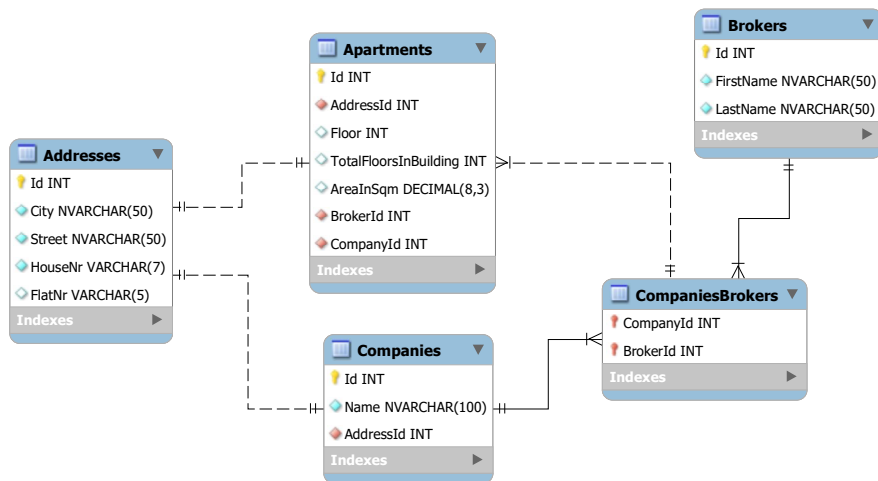 Addresses
Id INT
City NVARCHAR(50)
Street NVARCHAR(50)
HouseNr VARCHAR(7)
FlatNr VARCHAR(5)
Indexes
Apartments
Id INT
AddressId INT
Floor INT
TotalFloorsInBuilding INT
AreaInSqm DECIMAL(8,3)
BrokerId INT
CompanyId INT
Indexes
Companies
Id INT
Name NVARCHAR(100)
AddressId INT
Indexes
Brokers
Id INT
FirstName NVARCHAR(50)
LastName NVARCHAR(50)
Indexes
CompaniesBrokers
CompanyId INT
BrokerId INT
Indexes